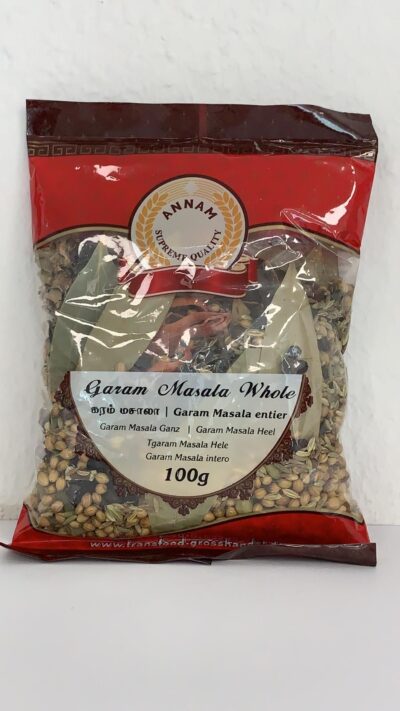 ANNAM
SUPREME QUALITY
Garam Masala Whole
கரம் மசாலா | Garam Masala entier
Garam Masala Ganz | Garam Masala Heel
Tgaram Masala Hele
Garam Masala intero
100g